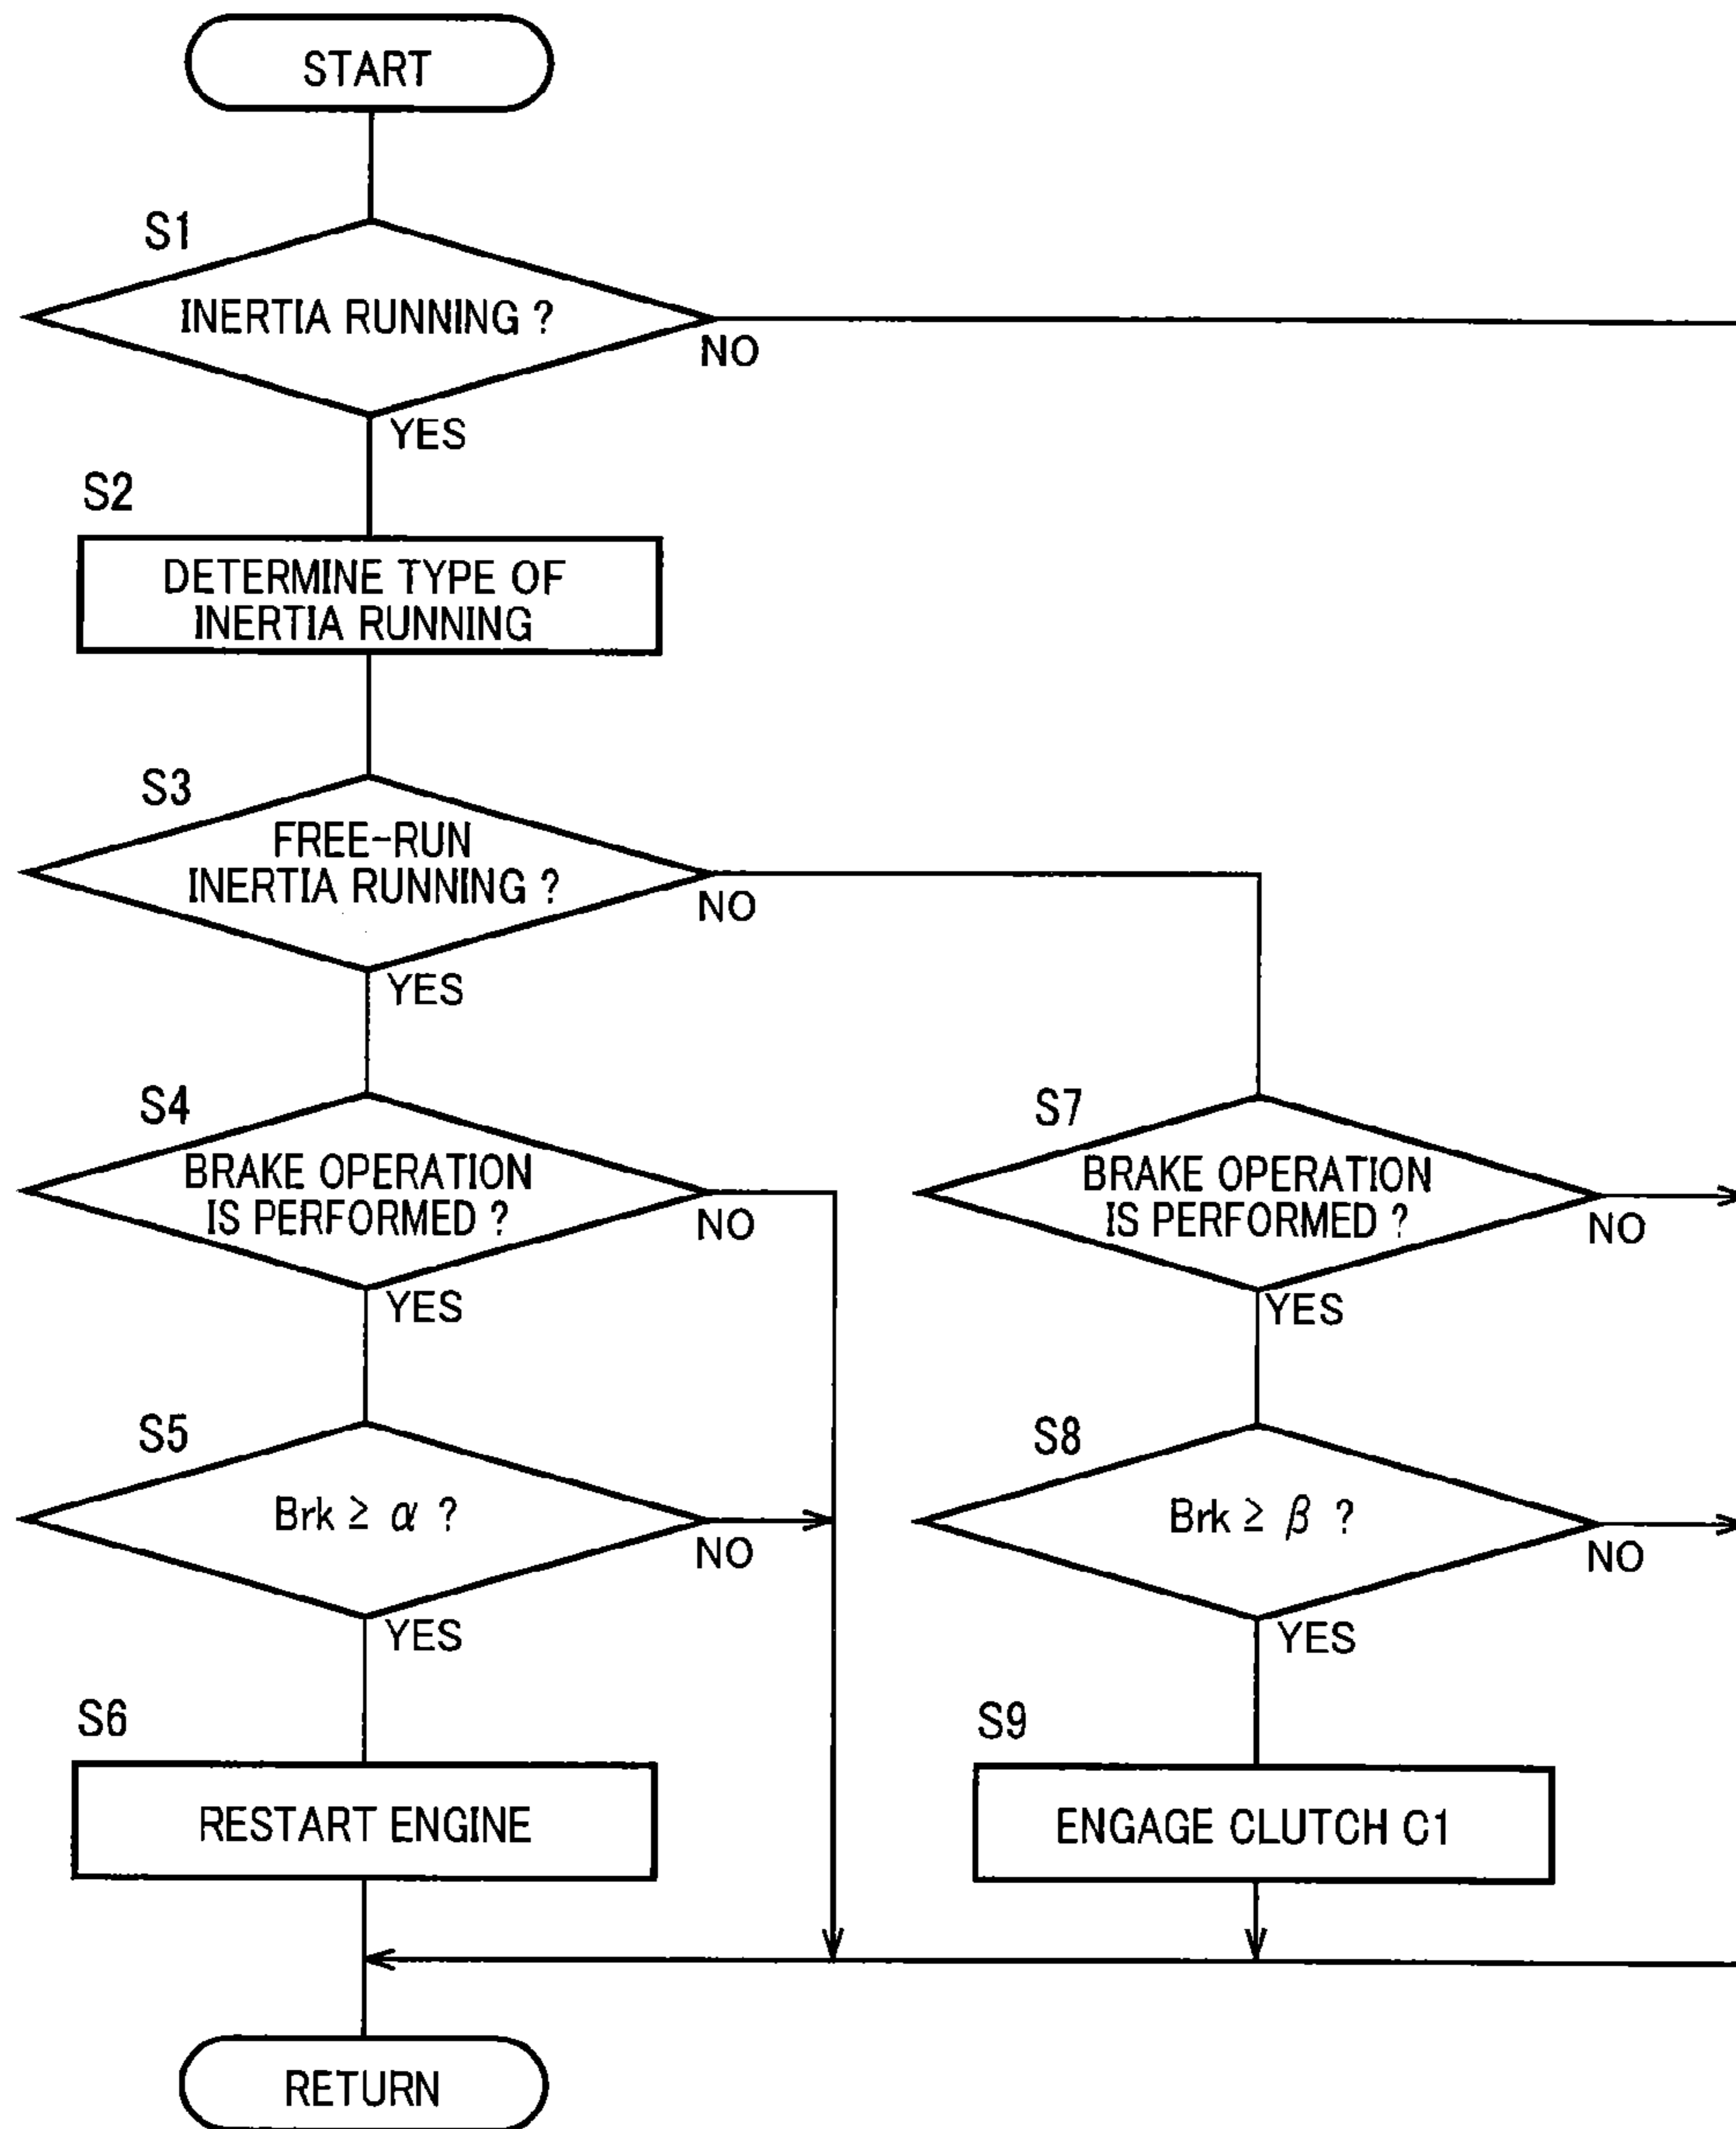 START
S1
INERTIA RUNNING ?
NO
YES
S2
DETERMINE TYPE OF
INERTIA RUNNING
S3
FREE-RUN
INERTIA RUNNING ?
NO
YES
S4
BRAKE OPERATION
IS PERFORMED ?
NO
YES
S7
BRAKE OPERATION
IS PERFORMED ?
NO
YES
S5
Brk ≥ α ?
NO
YES
S8
Brk ≥ β ?
NO
YES
S6
RESTART ENGINE
S9
ENGAGE CLUTCH C1
RETURN